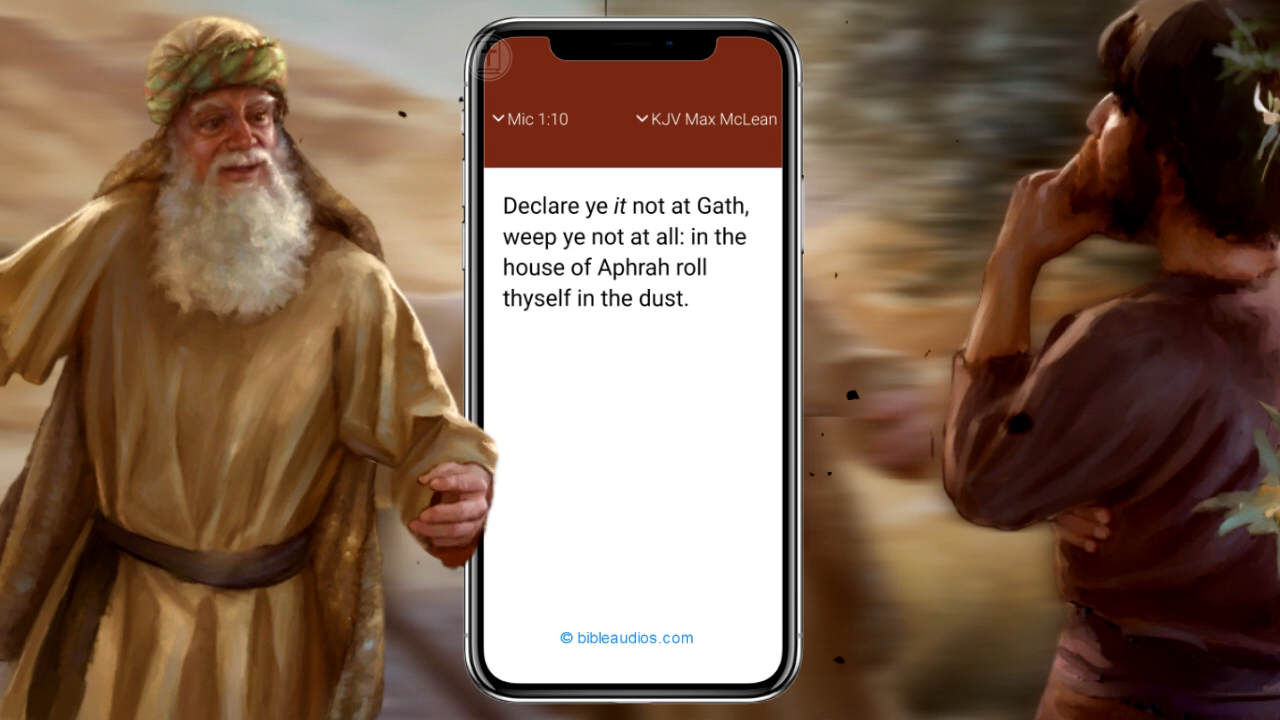 Mic 1:10
KJV Max McLean
Declare ye it not at Gath,
weep ye not at all: in the
house of Aphrah roll
thyself in the dust.
© bibleaudios.com